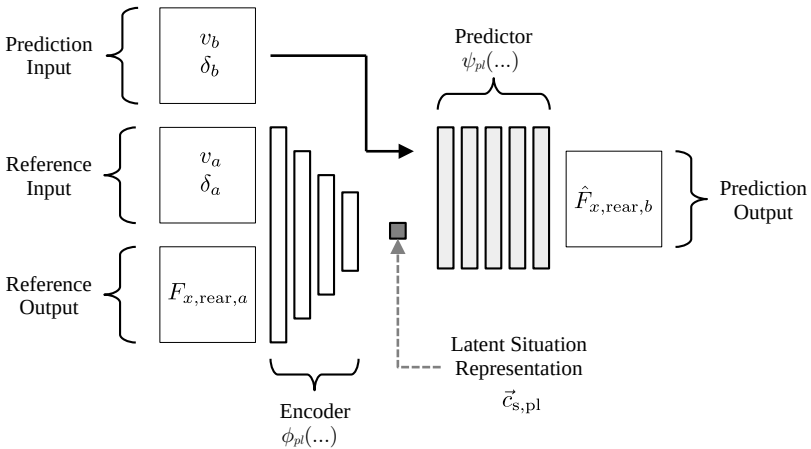 Prediction
Input
v_b
δ_b
Predictor
ψ_pl(...)
Reference
Input
v_a
δ_a
F̂_x,rear,b
Prediction
Output
Reference
Output
F_x,rear,a
Latent Situation
Representation
c⃗_s,pl
Encoder
ϕ_pl(...)